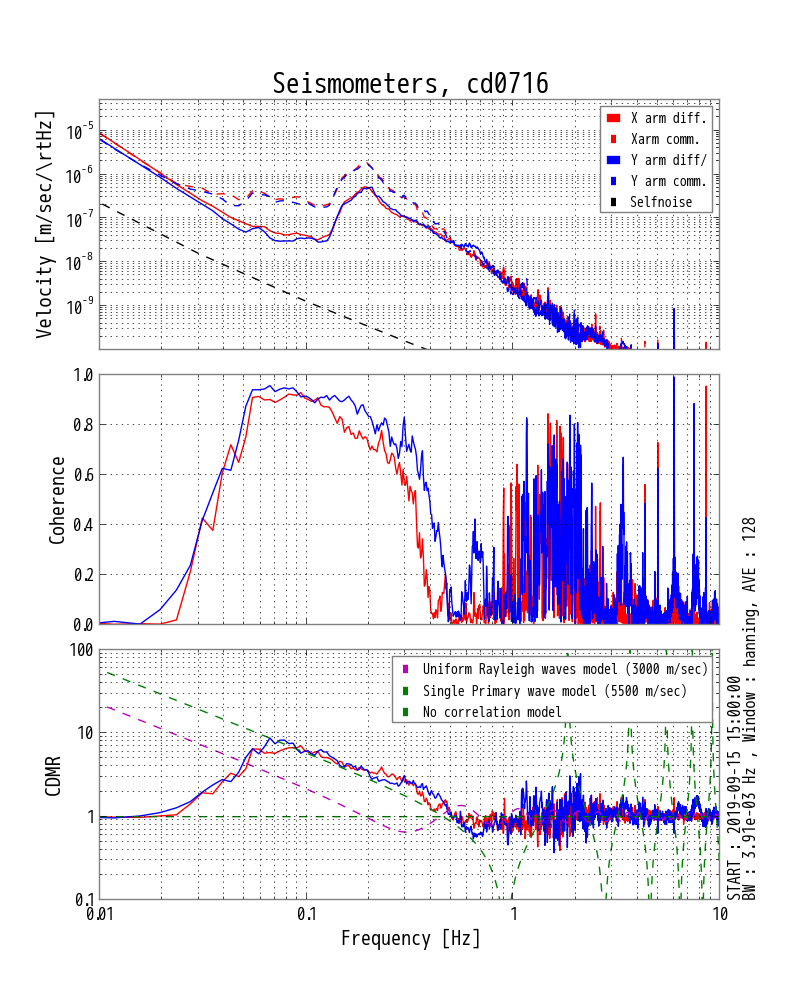 Seismometers, cd0716
Velocity [m/sec/\rtHz]
10^-5
10^-6
10^-7
10^-8
10^-9
X arm diff.
Xarm comm.
Y arm diff/
Y arm comm.
Selfnoise
Coherence
1.0
0.8
0.6
0.4
0.2
0.0
CDMR
100
10
1
0.1
Uniform Rayleigh waves model (3000 m/sec)
Single Primary wave model (5500 m/sec)
No correlation model
0.01
0.1
1
10
Frequency [Hz]
START : 2019-09-15 15:00:00
BW : 3.91e-03 Hz , Window : hanning, AVE : 128